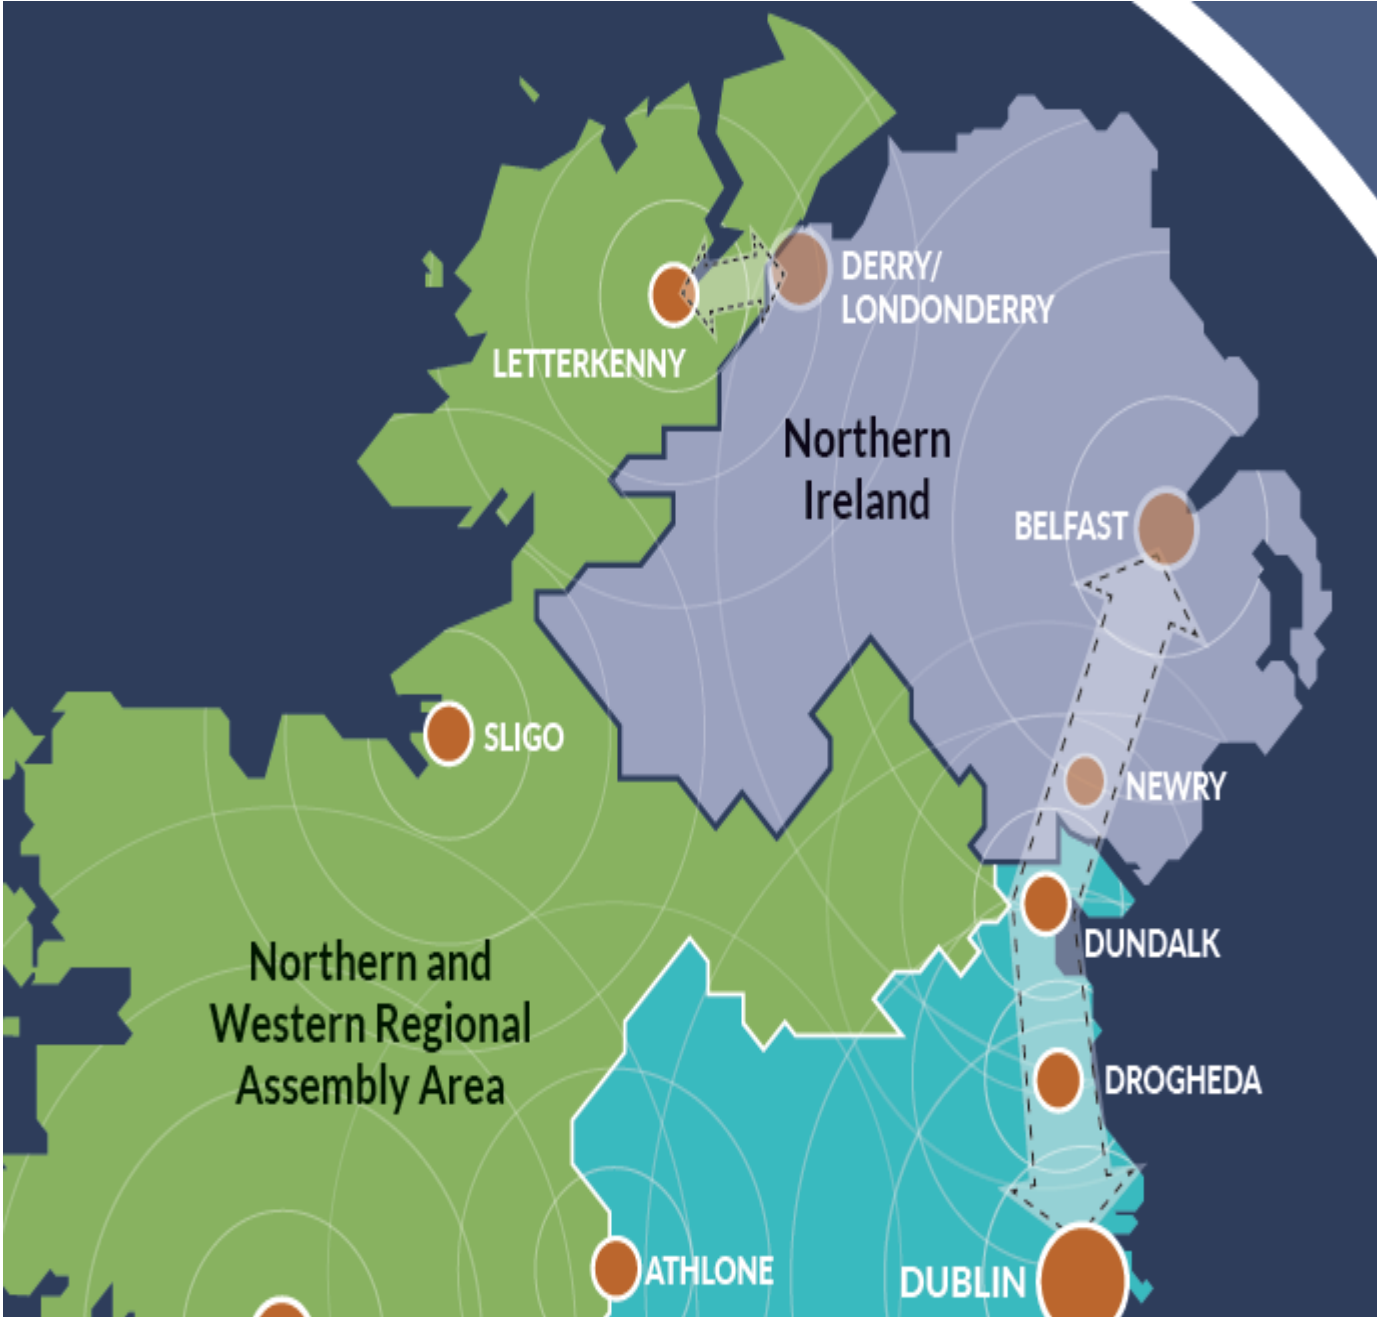 DERRY/
LONDONDERRY
LETTERKENNY
Northern
Ireland
BELFAST
SLIGO
NEWRY
DUNDALK
Northern and
Western Regional
Assembly Area
DROGHEDA
ATHLONE
DUBLIN